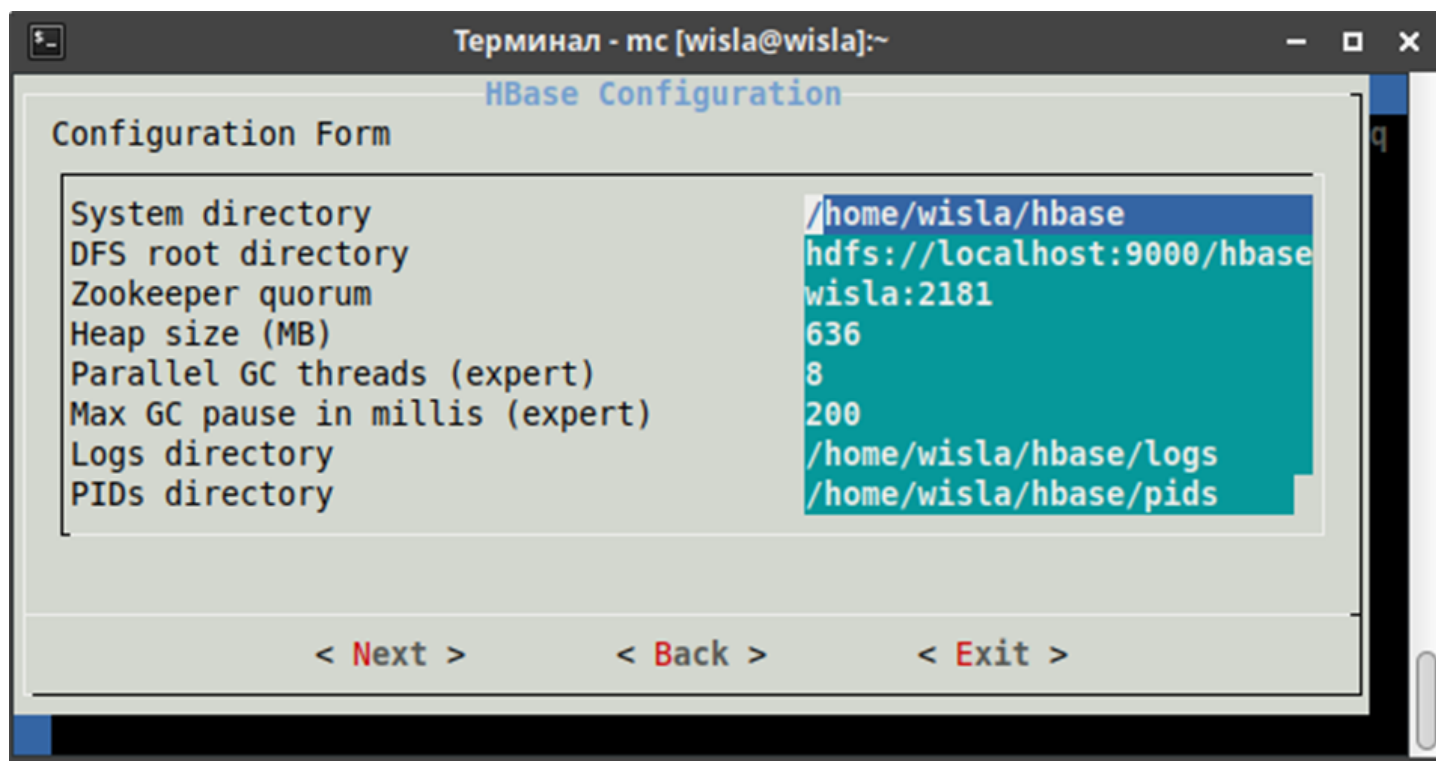 Терминал - mc [wisla@wisla]:~
HBase Configuration
Configuration Form
q
System directory /home/wisla/hbase
DFS root directory hdfs://localhost:9000/hbase
Zookeeper quorum wisla:2181
Heap size (MB) 636
Parallel GC threads (expert) 8
Max GC pause in millis (expert) 200
Logs directory /home/wisla/hbase/logs
PIDs directory /home/wisla/hbase/pids
< Next > < Back > < Exit >